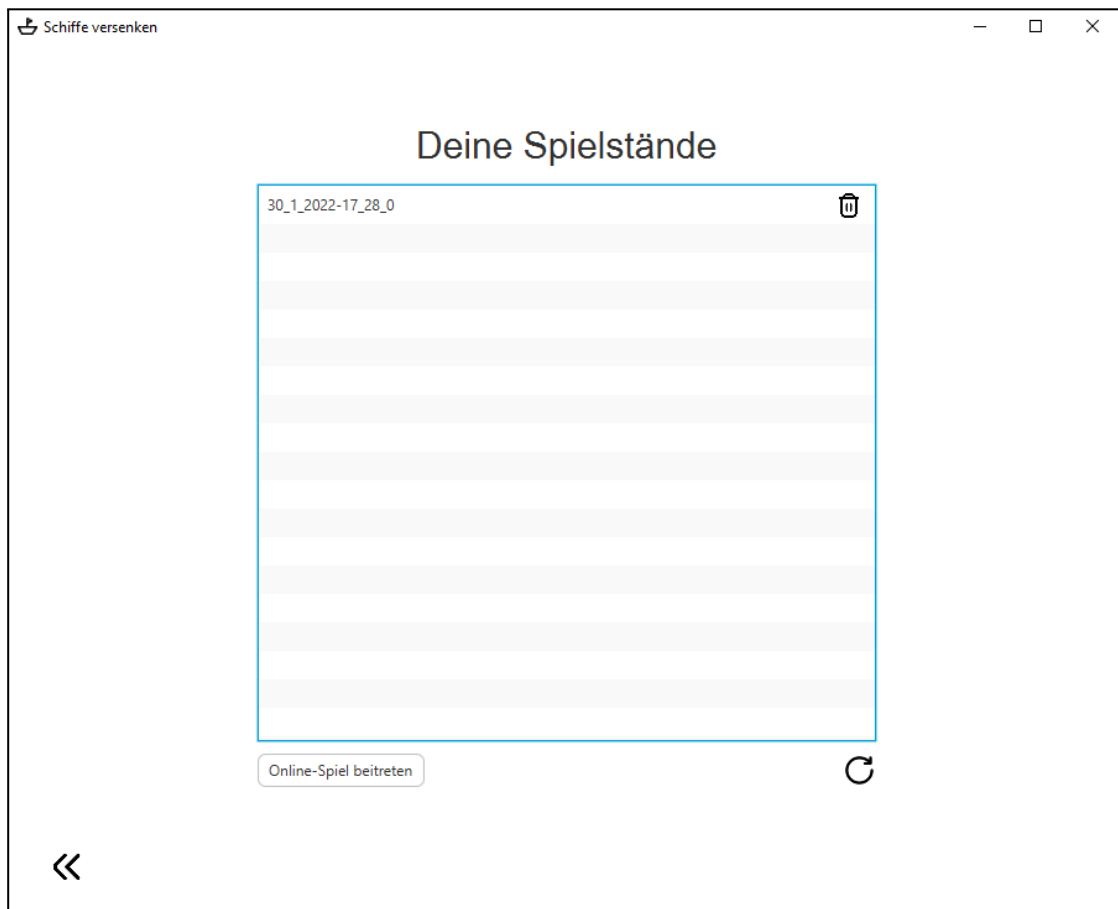 Schiffe versenken
Deine Spielstände
30_1_2022-17_28_0
Online-Spiel beitreten